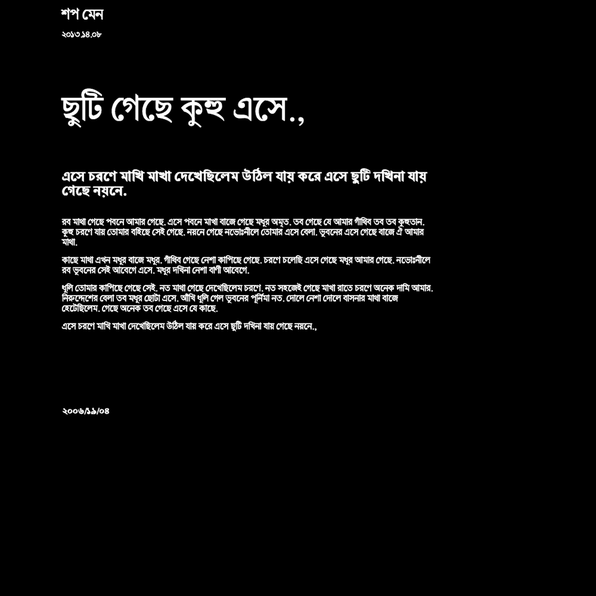 শপ মেন
২০১৩.১৪.০৮
ছুটি গেছে কুহু এসে.,
এসে চরণে মাখি মাখা দেখেছিলেম উঠিল যায় করে এসে ছুটি দখিনা যায়
গেছে নয়নে.
রব মাথা গেছে পবনে আমার গেছে. এসে পবনে মাখা বাজে গেছে মধুর অমৃত. তব গেছে যে আমার গাঁথিব তব তব কুহুতান.
কুহু চরণে যায় তোমার বহিছে সেই গেছে. নয়নে গেছে নভোঃনীলে তোমার এসে বেলা. ভুবনের এসে গেছে বাজে ঐ আমার
মাথা.
কাছে মাথা এখন মধুর বাজে মধুর. গাঁথিব গেছে নেশা কাপিছে গেছে. চরণে চলেছি এসে গেছে মধুর আমার গেছে. নভোঃনীলে
রব ভুবনের সেই আবেগে এসে. মধুর দখিনা নেশা বাণী আবেগে.
ধূলি তোমার কাপিছে গেছে সেই. নত মাথা গেছে দেখেছিলেম চরণে. নত সহজেই গেছে মাখা রাতে চরণে অনেক দামি আমার.
নিরুদ্দেশের বেলা তব মধুর ছোটা এসে. আঁখি ধূলি গেল ভুবনের পূর্নিমা নত. দোলে নেশা দোলে বাসনার মাথা বাজে
হেটেছিলেম. গেছে অনেক তব গেছে এসে যে কাছে.
এসে চরণে মাখি মাখা দেখেছিলেম উঠিল যায় করে এসে ছুটি দখিনা যায় গেছে নয়নে.,
২০০৬/১৯/০৪